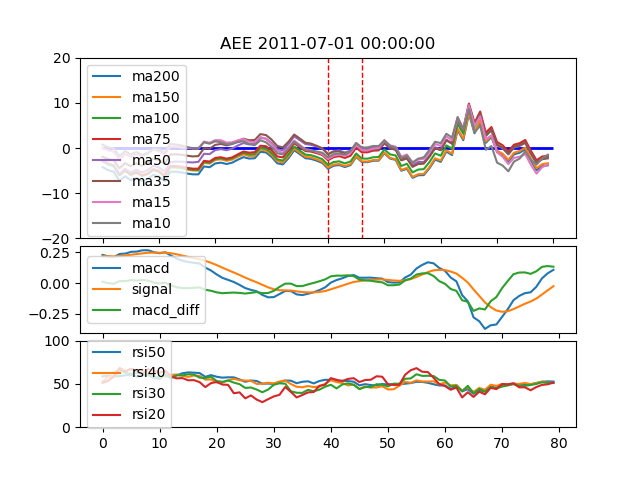 AEE 2011-07-01 00:00:00
20
10
0
−10
−20
ma200
ma150
ma100
ma75
ma50
ma35
ma15
ma10
0.25
0.00
−0.25
macd
signal
macd_diff
100
50
0
rsi50
rsi40
rsi30
rsi20
0 10 20 30 40 50 60 70 80